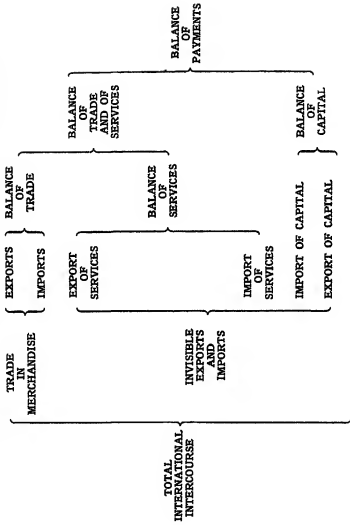 TOTAL
INTERNATIONAL
INTERCOURSE
TRADE
IN
MERCHANDISE
INVISIBLE
EXPORTS
AND
IMPORTS
EXPORTS
IMPORTS
EXPORT
OF
SERVICES
IMPORT
OF
SERVICES
IMPORT OF CAPITAL
EXPORT OF CAPITAL
BALANCE
OF
TRADE
BALANCE
OF
SERVICES
BALANCE
OF
TRADE
AND OF
SERVICES
BALANCE
OF
CAPITAL
BALANCE
OF
PAYMENTS